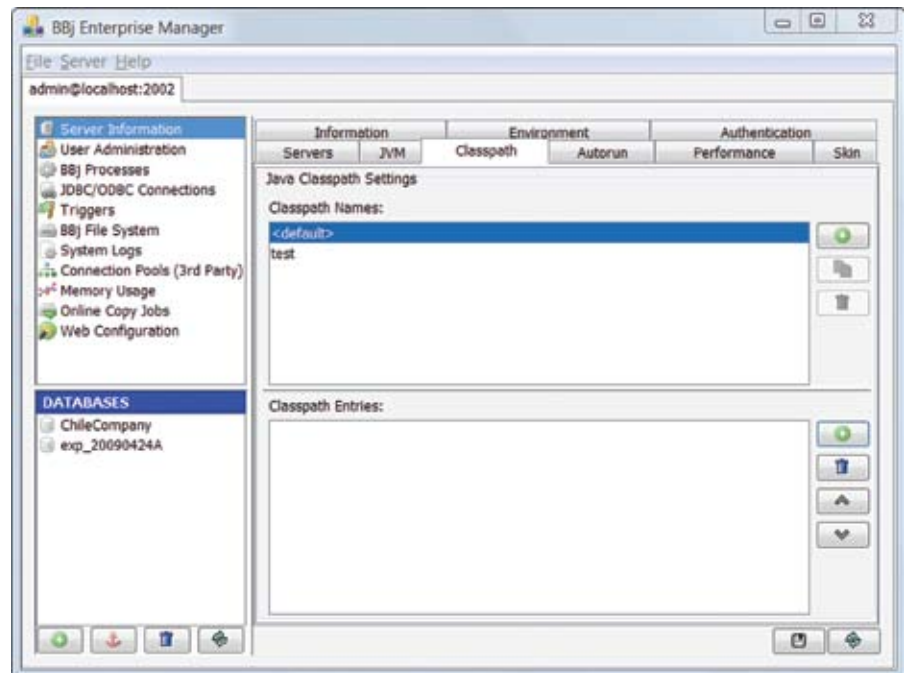 BBj Enterprise Manager
File Server Help
admin@localhost:2002
Server Information
User Administration
BBj Processes
JDBC/ODBC Connections
Triggers
BBj File System
System Logs
Connection Pools (3rd Party)
Memory Usage
Online Copy Jobs
Web Configuration
DATABASES
ChileCompany
exp_20090424A
Information Environment Authentication
Servers JVM Classpath Autorun Performance Skin
Java Classpath Settings
Classpath Names:
<default>
test
Classpath Entries: